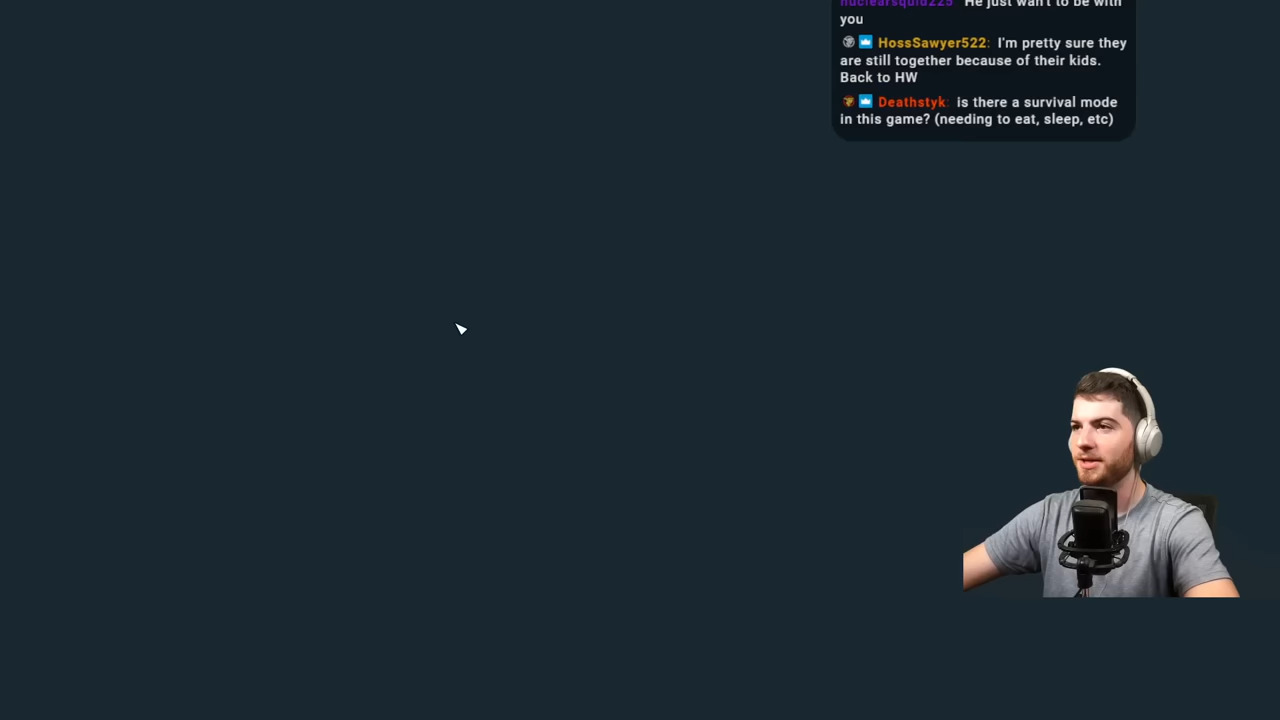 nuclearsquid225 He just wan't to be with
you
HossSawyer522: I'm pretty sure they
are still together because of their kids.
Back to HW
Deathstyk: is there a survival mode
in this game? (needing to eat, sleep, etc)